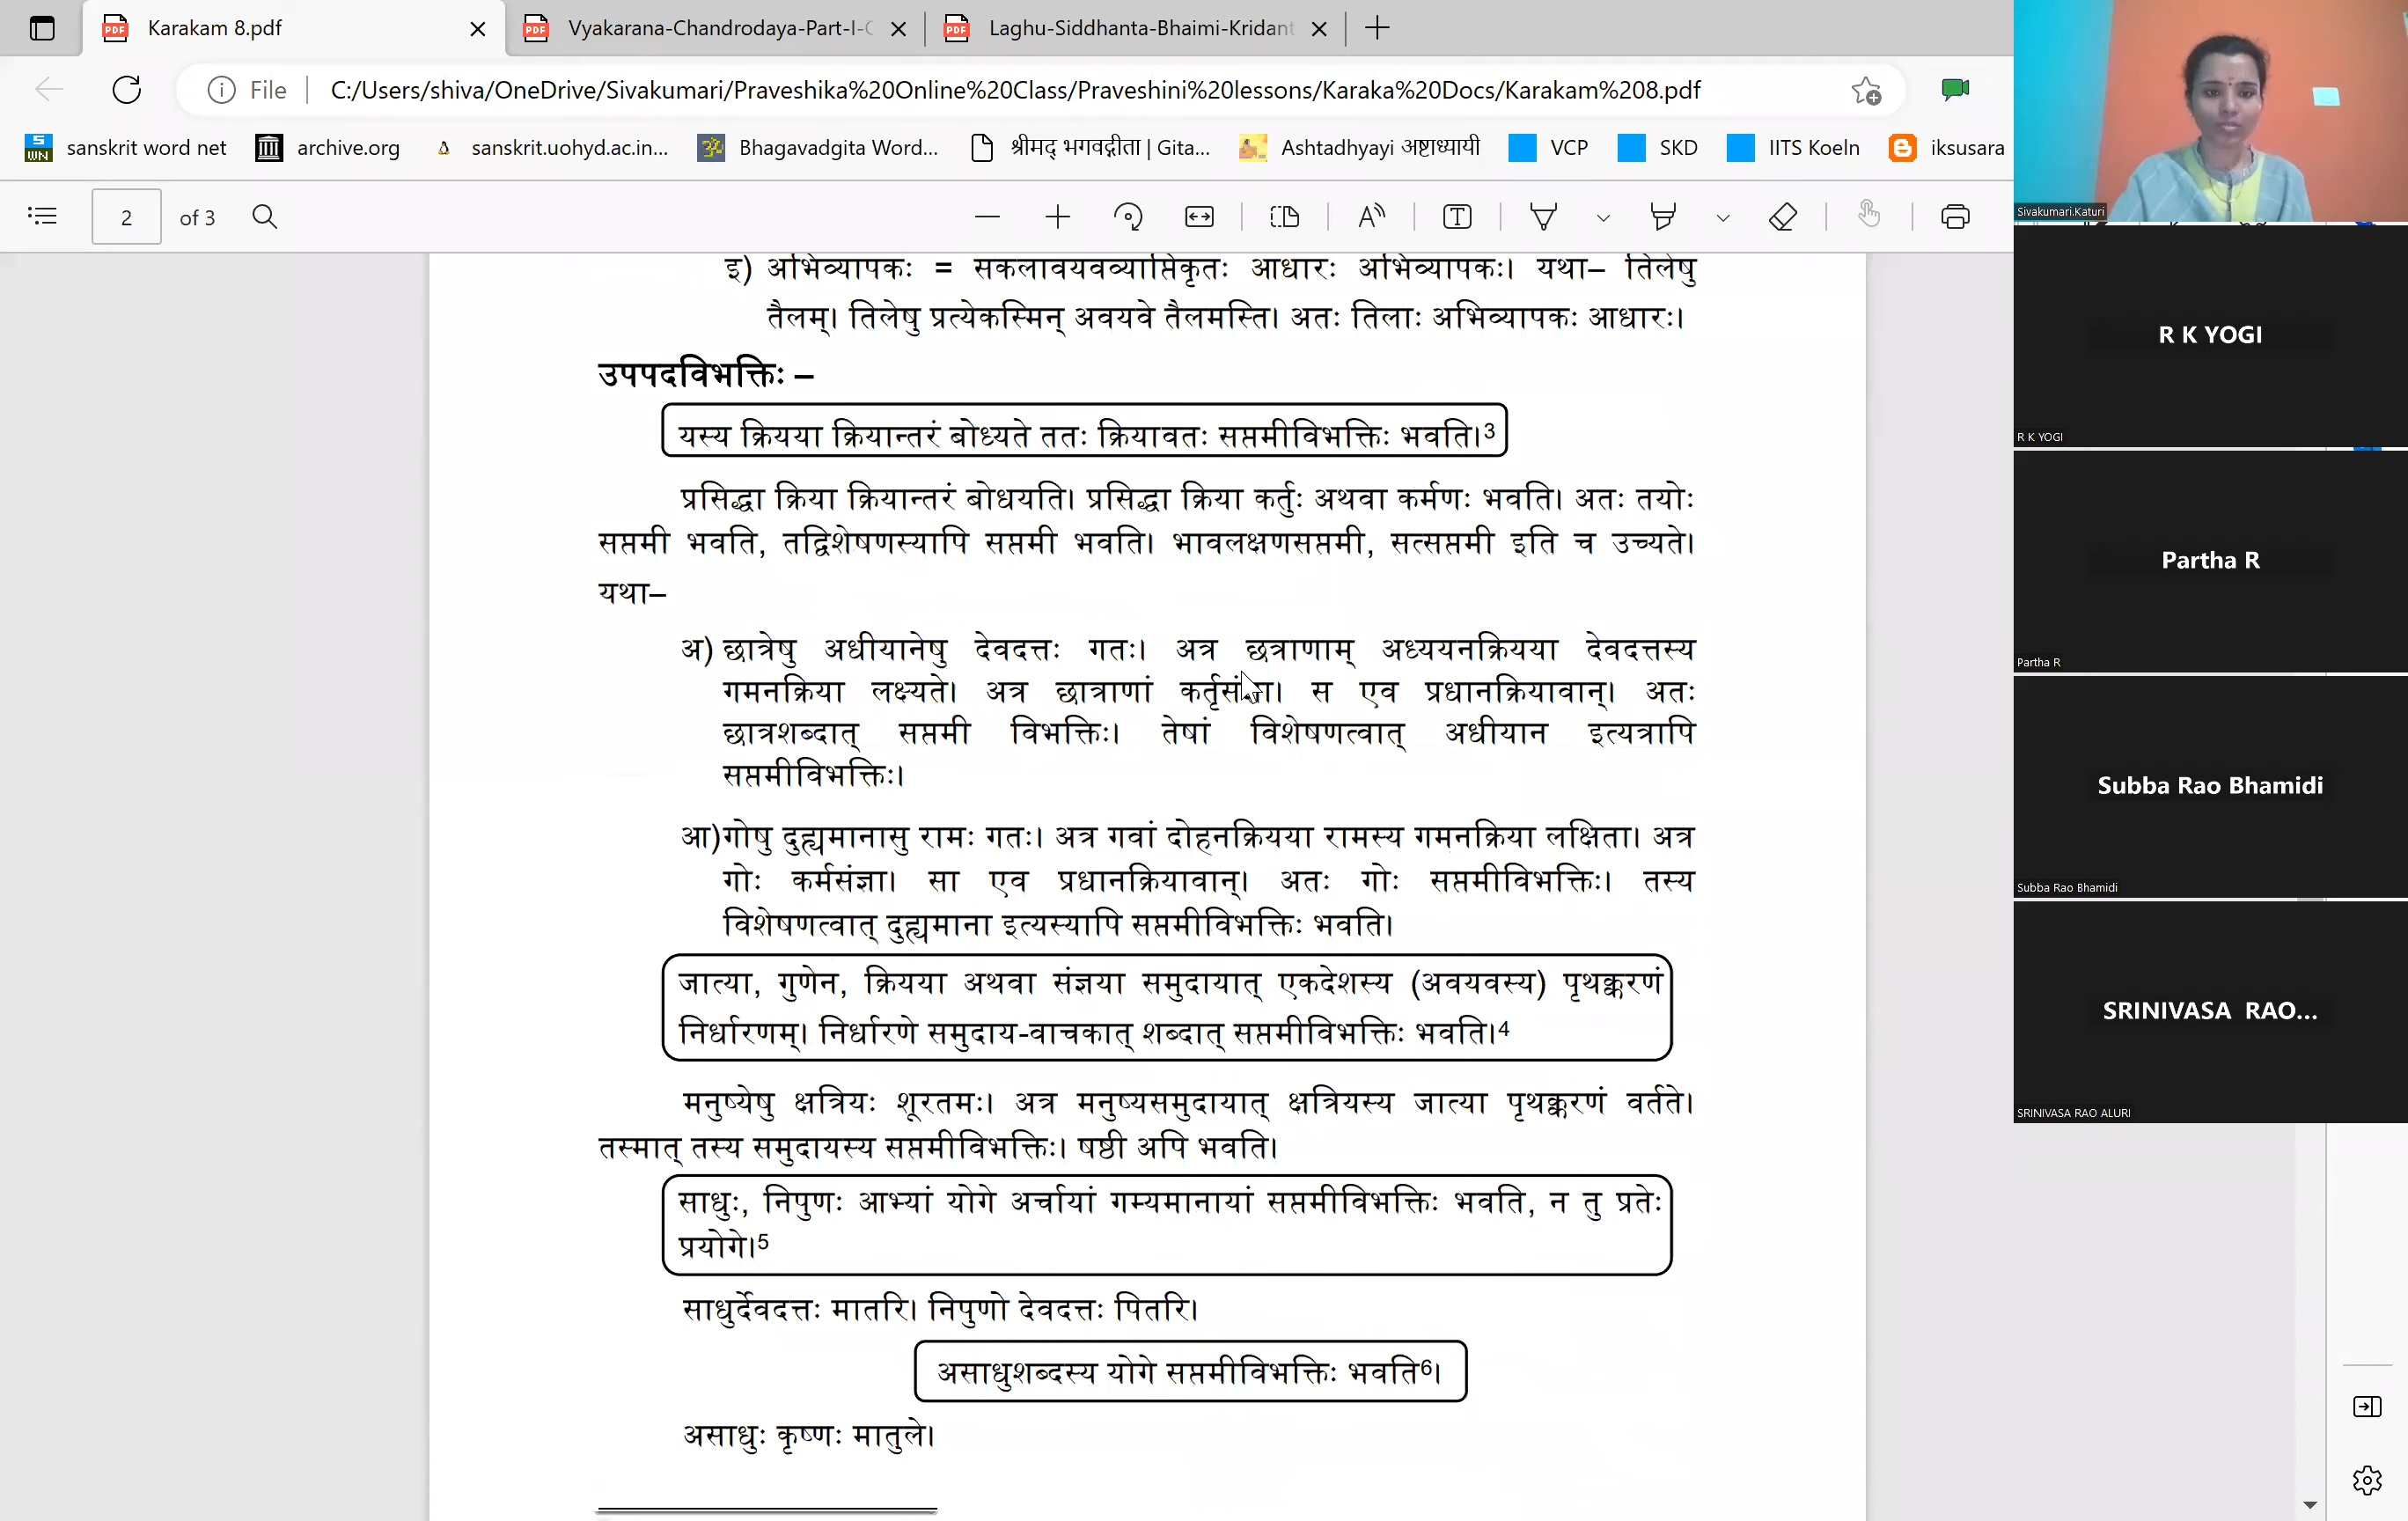 Karakam 8.pdf
Vyakarana-Chandrodaya-Part-I-C
Laghu-Siddhanta-Bhaimi-Kridant
File
C:/Users/shiva/OneDrive/Sivakumari/Praveshika%20Online%20Class/Praveshini%20lessons/Karaka%20Docs/Karakam%208.pdf
sanskrit word net
archive.org
sanskrit.uohyd.ac.in...
Bhagavadgita Word...
श्रीमद् भगवद्गीता | Gita...
Ashtadhyayi अष्टाध्यायी
VCP
SKD
IITS Koeln
iksusara
2 of 3
इ) अभिव्यापकः = सकलावयवव्याप्तिकृतः आधारः अभिव्यापकः। यथा– तिलेषु
तैलम्। तिलेषु प्रत्येकस्मिन् अवयवे तैलमस्ति। अतः तिलाः अभिव्यापकः आधारः।
उपपदविभक्तिः –
यस्य क्रियया क्रियान्तरं बोध्यते ततः क्रियावतः सप्तमीविभक्तिः भवति।3
प्रसिद्धा क्रिया क्रियान्तरं बोधयति। प्रसिद्धा क्रिया कर्तुः अथवा कर्मणः भवति। अतः तयोः
सप्तमी भवति, तद्विशेषणस्यापि सप्तमी भवति। भावलक्षणसप्तमी, सत्सप्तमी इति च उच्यते।
यथा–
अ) छात्रेषु अधीयानेषु देवदत्तः गतः। अत्र छत्राणाम् अध्ययनक्रियया देवदत्तस्य
गमनक्रिया लक्ष्यते। अत्र छात्राणां कर्तृसंज्ञा। स एव प्रधानक्रियावान्। अतः
छात्रशब्दात् सप्तमी विभक्तिः। तेषां विशेषणत्वात् अधीयान इत्यत्रापि
सप्तमीविभक्तिः।
आ)गोषु दुह्यमानासु रामः गतः। अत्र गवां दोहनक्रियया रामस्य गमनक्रिया लक्षिता। अत्र
गोः कर्मसंज्ञा। सा एव प्रधानक्रियावान्। अतः गोः सप्तमीविभक्तिः। तस्य
विशेषणत्वात् दुह्यमाना इत्यस्यापि सप्तमीविभक्तिः भवति।
जात्या, गुणेन, क्रियया अथवा संज्ञया समुदायात् एकदेशस्य (अवयवस्य) पृथक्करणं
निर्धारणम्। निर्धारणे समुदाय-वाचकात् शब्दात् सप्तमीविभक्तिः भवति।4
मनुष्येषु क्षत्रियः शूरतमः। अत्र मनुष्यसमुदायात् क्षत्रियस्य जात्या पृथक्करणं वर्तते।
तस्मात् तस्य समुदायस्य सप्तमीविभक्तिः। षष्ठी अपि भवति।
साधुः, निपुणः आभ्यां योगे अर्चायां गम्यमानायां सप्तमीविभक्तिः भवति, न तु प्रतेः
प्रयोगे।5
साधुर्देवदत्तः मातरि। निपुणो देवदत्तः पितरि।
असाधुशब्दस्य योगे सप्तमीविभक्तिः भवति6।
असाधुः कृष्णः मातुले।
Sivakumari.Katuri
R K YOGI
R K YOGI
Partha R
Partha R
Subba Rao Bhamidi
Subba Rao Bhamidi
SRINIVASA RAO...
SRINIVASA RAO ALURI